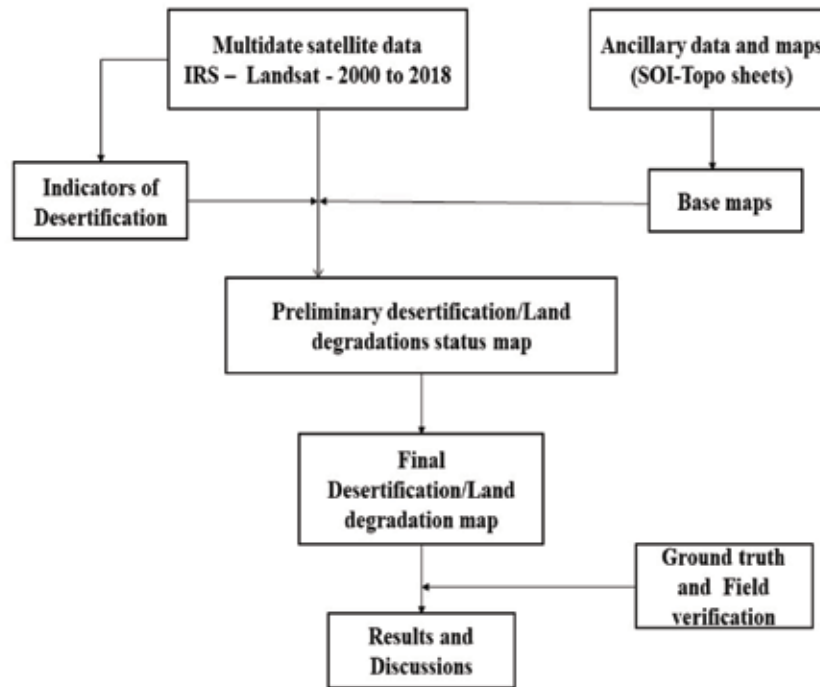 Multidate satellite data
IRS – Landsat - 2000 to 2018
Ancillary data and maps
(SOI-Topo sheets)
Indicators of
Desertification
Base maps
Preliminary desertification/Land
degradations status map
Final
Desertification/Land
degradation map
Ground truth
and Field
verification
Results and
Discussions